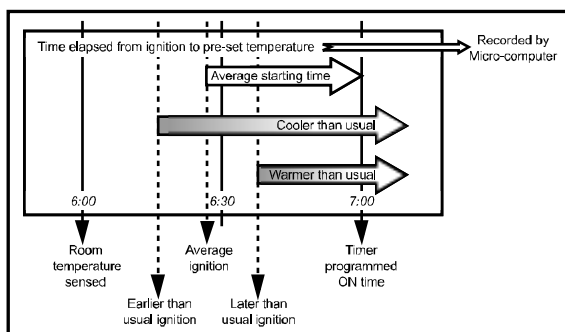 Time elapsed from ignition to pre-set temperature
Recorded by
Micro-computer
Average starting time
Cooler than usual
Warmer than usual
6:00
6:30
7:00
Room
temperature
sensed
Average
ignition
Timer
programmed
ON time
Earlier than
usual ignition
Later than
usual ignition